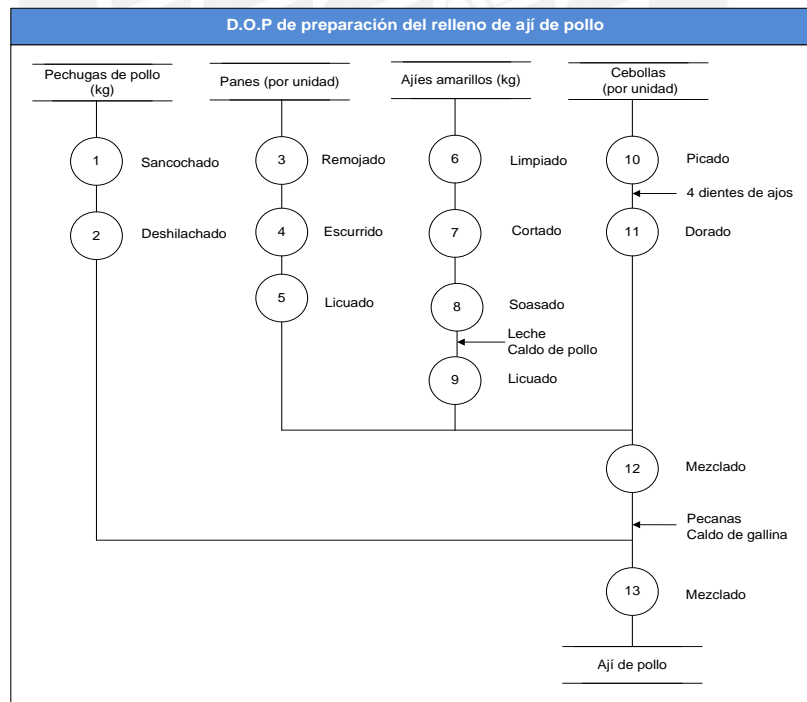 D.O.P de preparación del relleno de ají de pollo
Pechugas de pollo
(kg)
Panes (por unidad)
Ajíes amarillos (kg)
Cebollas
(por unidad)
1
Sancochado
3
Remojado
6
Limpiado
10
Picado
4 dientes de ajos
2
Deshilachado
4
Escurrido
7
Cortado
11
Dorado
5
Licuado
8
Soasado
Leche
Caldo de pollo
9
Licuado
12
Mezclado
Pecanas
Caldo de gallina
13
Mezclado
Ají de pollo